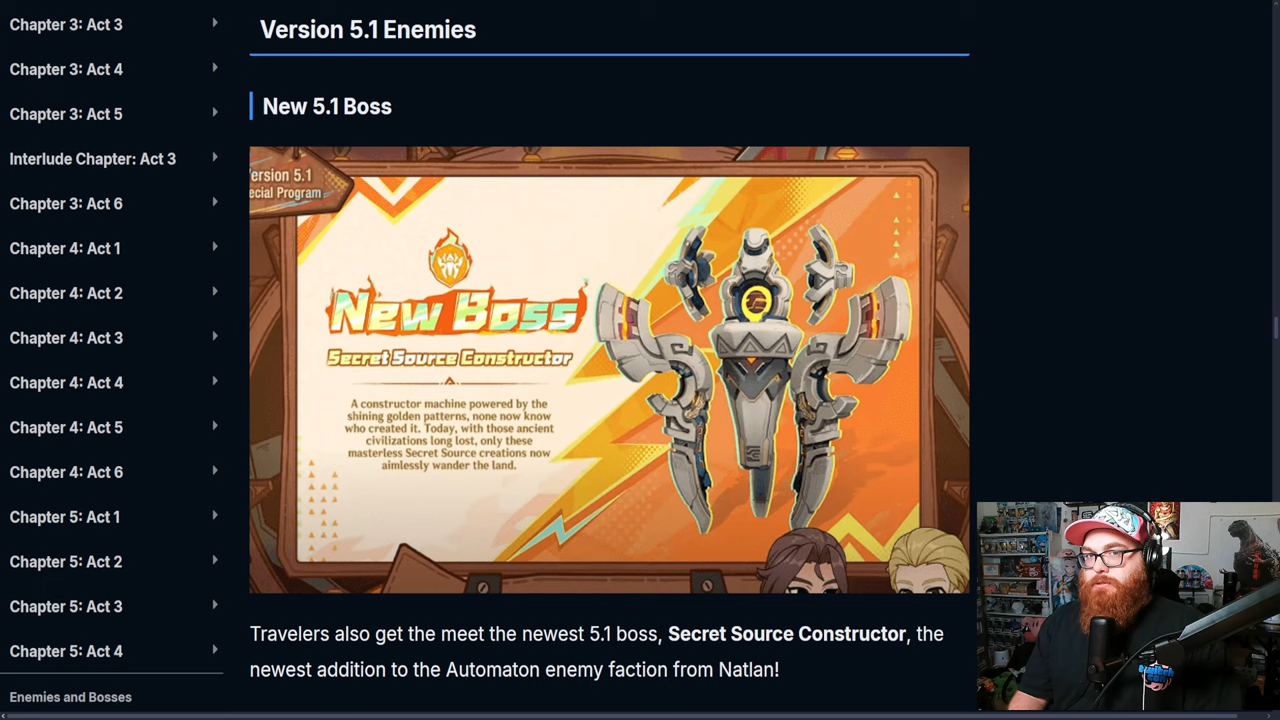 Chapter 3: Act 3
Chapter 3: Act 4
Chapter 3: Act 5
Interlude Chapter: Act 3
Chapter 3: Act 6
Chapter 4: Act 1
Chapter 4: Act 2
Chapter 4: Act 3
Chapter 4: Act 4
Chapter 4: Act 5
Chapter 4: Act 6
Chapter 5: Act 1
Chapter 5: Act 2
Chapter 5: Act 3
Chapter 5: Act 4
Enemies and Bosses
Version 5.1 Enemies
New 5.1 Boss
ersion 5.1
ecial Program
New Boss
Secret Source Constructor
A constructor machine powered by the
shining golden patterns, none now know
who created it. Today, with those ancient
civilizations long lost, only these
masterless Secret Source creations now
aimlessly wander the land.
Travelers also get the meet the newest 5.1 boss, Secret Source Constructor, the
newest addition to the Automaton enemy faction from Natlan!